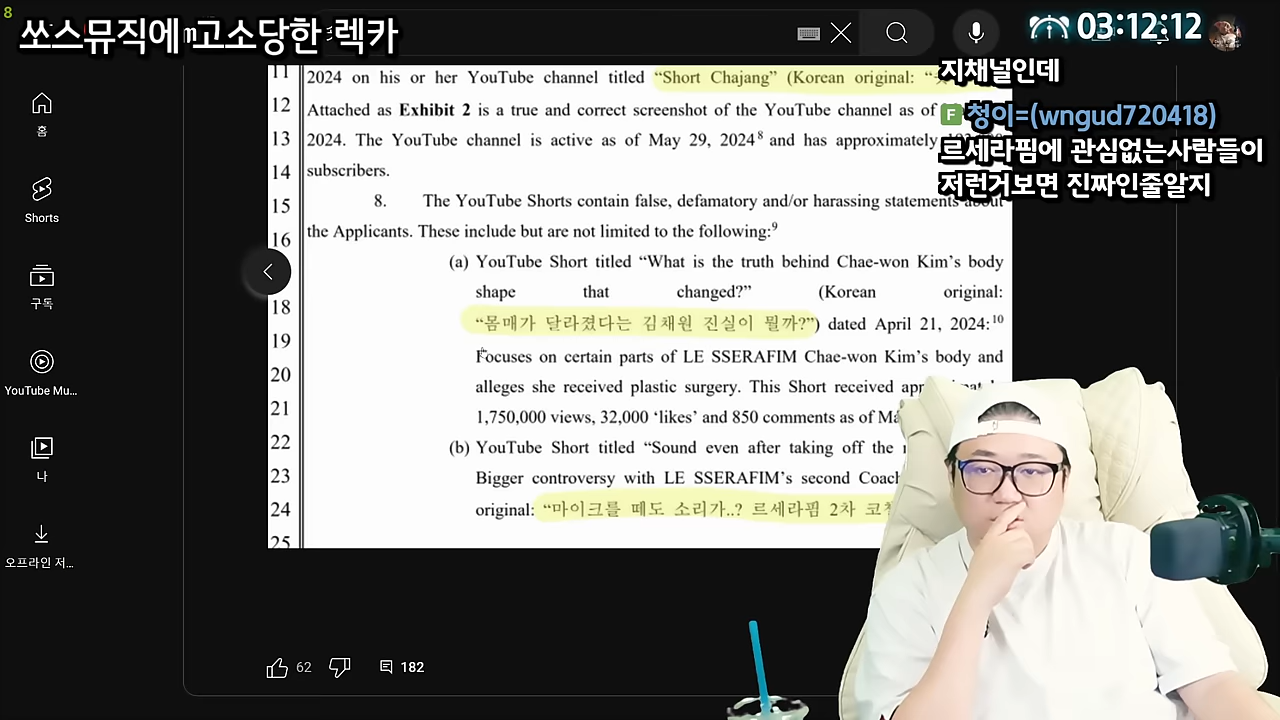 8
쏘스뮤직에 고소당한 렉카
03:12:12
지채널인데
F 청이=(wngud720418)
르세라핌에 관심없는사람들이
저런거보면 진짜인줄알지
홈
Shorts
구독
YouTube Mu...
나
오프라인 저...
11 2024 on his or her YouTube channel titled “Short Chajang” (Korean original: “
12 Attached as Exhibit 2 is a true and correct screenshot of the YouTube channel as of
13 2024. The YouTube channel is active as of May 29, 2024⁸ and has approximately
14 subscribers.
15 8. The YouTube Shorts contain false, defamatory and/or harassing statements about
16 the Applicants. These include but are not limited to the following:⁹
(a) YouTube Short titled “What is the truth behind Chae-won Kim’s body
18 shape that changed?” (Korean original:
“몸매가 달라졌다는 김채원 진실이 뭘까?”) dated April 21, 2024:¹⁰
19 Focuses on certain parts of LE SSERAFIM Chae-won Kim’s body and
20 alleges she received plastic surgery. This Short received
21 1,750,000 views, 32,000 ‘likes’ and 850 comments as of
22 (b) YouTube Short titled “Sound even after taking off the
23 Bigger controversy with LE SSERAFIM’s second
24 original: “마이크를 떼도 소리가..? 르세라핌 2차
25
62
182